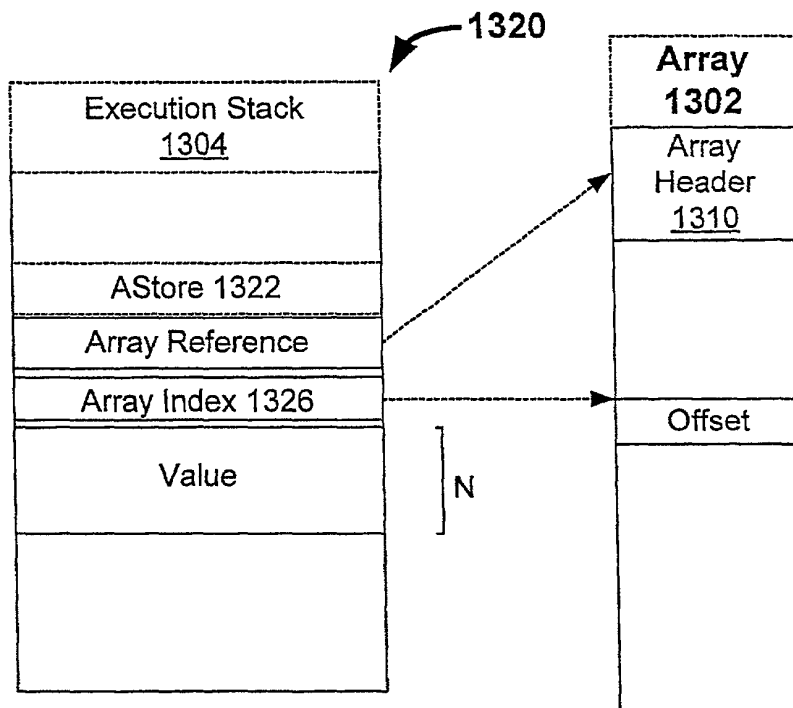 1320
Execution Stack
1304
AStore 1322
Array Reference
Array Index 1326
Value
N
Array
1302
Array
Header
1310
Offset